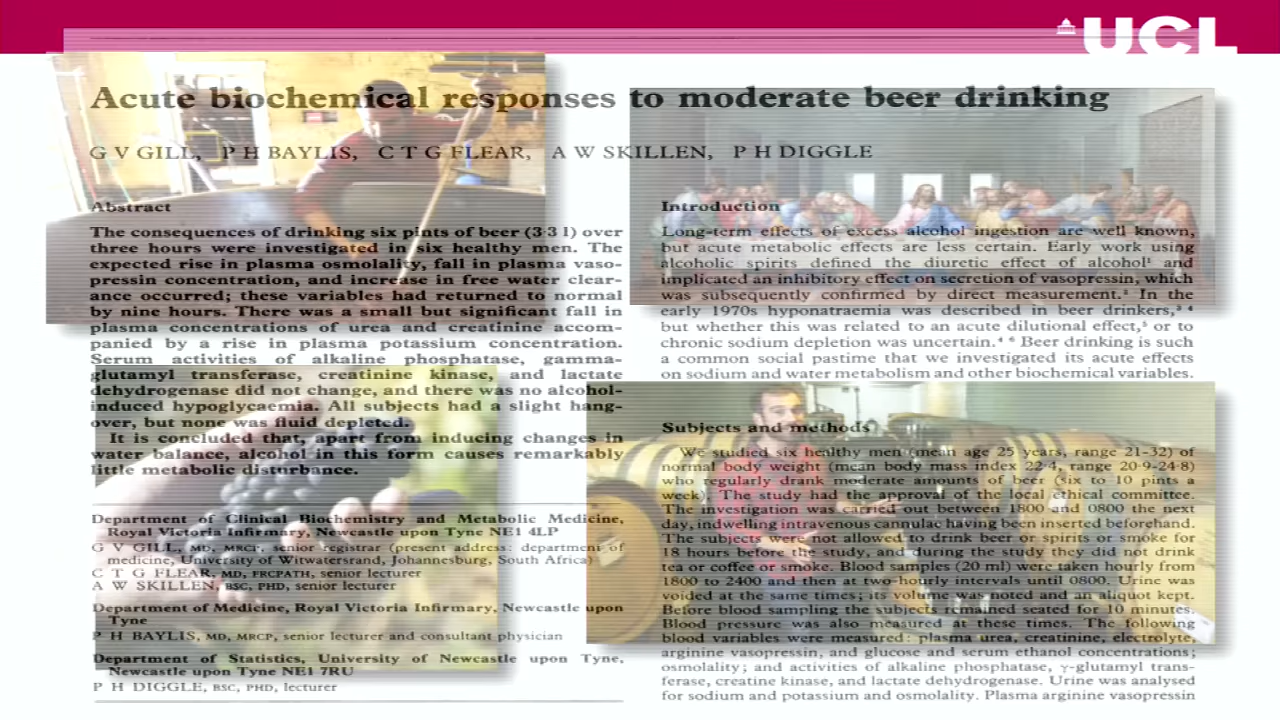 UCL
Acute biochemical responses to moderate beer drinking
G V GILL, P H BAYLIS, C T G FLEAR, A W SKILLEN, P H DIGGLE
Abstract
The consequences of drinking six pints of beer (3·3 l) over
three hours were investigated in six healthy men. The
expected rise in plasma osmolality, fall in plasma vaso-
pressin concentration, and increase in free water clear-
ance occurred; these variables had returned to normal
by nine hours. There was a small but significant fall in
plasma concentrations of urea and creatinine accom-
panied by a rise in plasma potassium concentration.
Serum activities of alkaline phosphatase, gamma-
glutamyl transferase, creatinine kinase, and lactate
dehydrogenase did not change, and there was no alcohol-
induced hypoglycaemia. All subjects had a slight hang-
over, but none was fluid depleted.
It is concluded that, apart from inducing changes in
water balance, alcohol in this form causes remarkably
little metabolic disturbance.
Department of Clinical Biochemistry and Metabolic Medicine,
Royal Victoria Infirmary, Newcastle upon Tyne NE1 4LP
G V GILL, MD, MRCP, senior registrar (present address: department of
medicine, University of Witwatersrand, Johannesburg, South Africa)
C T G FLEAR, MD, FRCPATH, senior lecturer
A W SKILLEN, BSC, PHD, senior lecturer
Department of Medicine, Royal Victoria Infirmary, Newcastle upon
Tyne
P H BAYLIS, MD, MRCP, senior lecturer and consultant physician
Department of Statistics, University of Newcastle upon Tyne,
Newcastle upon Tyne NE1 7RU
P H DIGGLE, BSC, PHD, lecturer
Introduction
Long-term effects of excess alcohol ingestion are well known,
but acute metabolic effects are less certain. Early work using
alcoholic spirits defined the diuretic effect of alcohol¹ and
implicated an inhibitory effect on secretion of vasopressin, which
was subsequently confirmed by direct measurement.² In the
early 1970s hyponatraemia was described in beer drinkers,³ ⁴
but whether this was related to an acute dilutional effect,⁵ or to
chronic sodium depletion was uncertain.⁴ ⁶ Beer drinking is such
a common social pastime that we investigated its acute effects
on sodium and water metabolism and other biochemical variables.
Subjects and methods
We studied six healthy men (mean age 25 years, range 21-32) of
normal body weight (mean body mass index 22·4, range 20·9-24·8)
who regularly drank moderate amounts of beer (six to 10 pints a
week). The study had the approval of the local ethical committee.
The investigation was carried out between 1800 and 0800 the next
day, indwelling intravenous cannulae having been inserted beforehand.
The subjects were not allowed to drink beer or spirits or smoke for
18 hours before the study, and during the study they did not drink
tea or coffee or smoke. Blood samples (20 ml) were taken hourly from
1800 to 2400 and then at two-hourly intervals until 0800. Urine was
voided at the same times; its volume was noted and an aliquot kept.
Before blood sampling the subjects remained seated for 10 minutes.
Blood pressure was also measured at these times. The following
blood variables were measured: plasma urea, creatinine, electrolyte,
arginine vasopressin, and glucose and serum ethanol concentrations;
osmolality; and activities of alkaline phosphatase, γ-glutamyl trans-
ferase, creatine kinase, and lactate dehydrogenase. Urine was analysed
for sodium and potassium and osmolality. Plasma arginine vasopressin